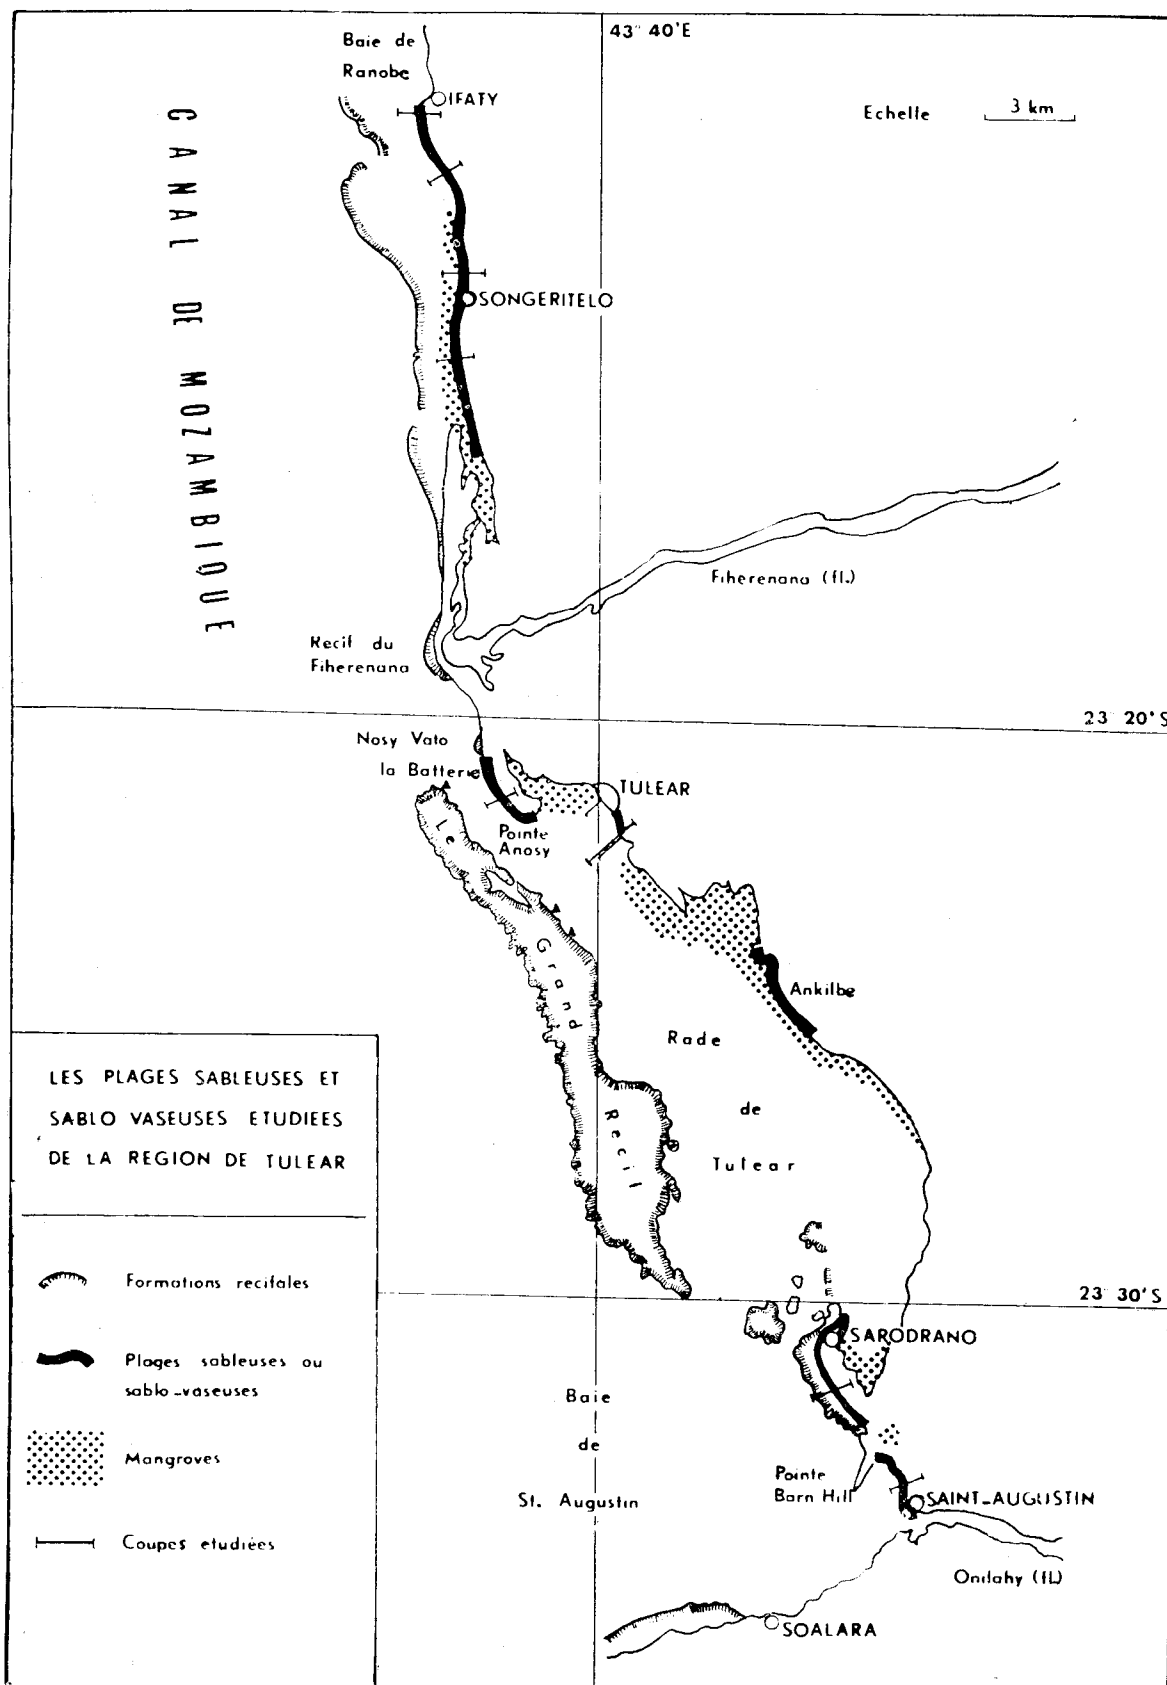 43° 40'E
Baie de
Ranobe
IFATY
Echelle
3 km
CANAL DE MOZAMBIQUE
SONGERITELO
Fiherenana (fl.)
Recif du
Fiherenana
23 20' S
Nosy Vato
la Batterie
TULEAR
Pointe
Anosy
Le Grand Recif
Ankilbe
Rade
de
Tulear
LES PLAGES SABLEUSES ET
SABLO VASEUSES ETUDIEES
DE LA REGION DE TULEAR
Formations recifales
Plages sableuses ou
sablo-vaseuses
Mangroves
Coupes etudiées
23 30' S
SARODRANO
Baie
de
St. Augustin
Pointe
Barn Hill
SAINT-AUGUSTIN
Onilahy (fl.)
SOALARA